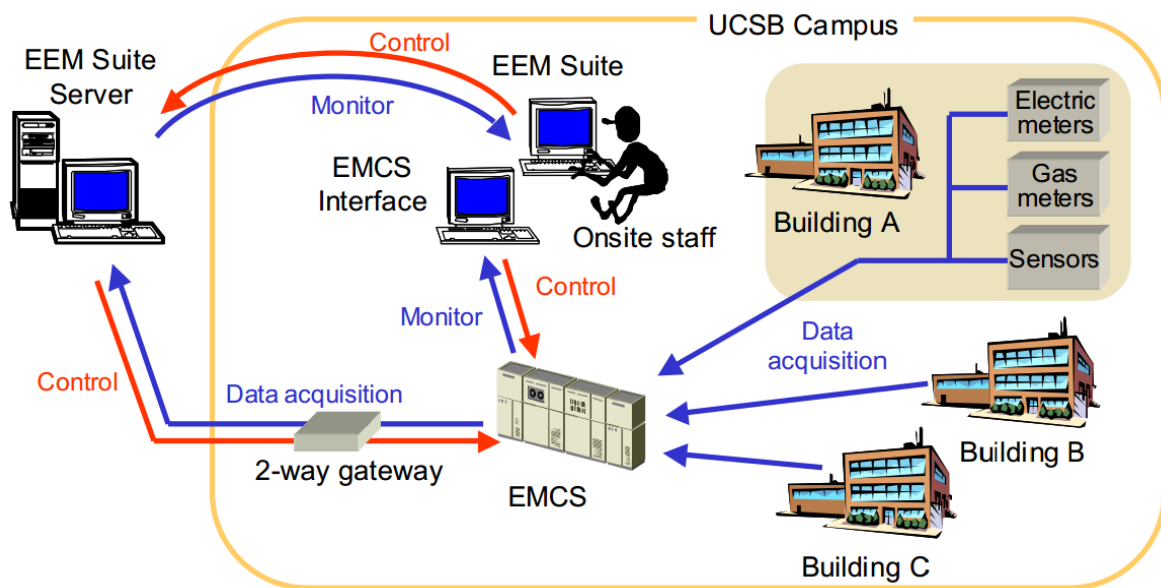 UCSB Campus
Control
EEM Suite
Server
EEM Suite
Monitor
EMCS
Interface
Onsite staff
Electric
meters
Gas
meters
Sensors
Building A
Control
Monitor
Data
acquisition
Control
Data acquisition
2-way gateway
EMCS
Building B
Building C